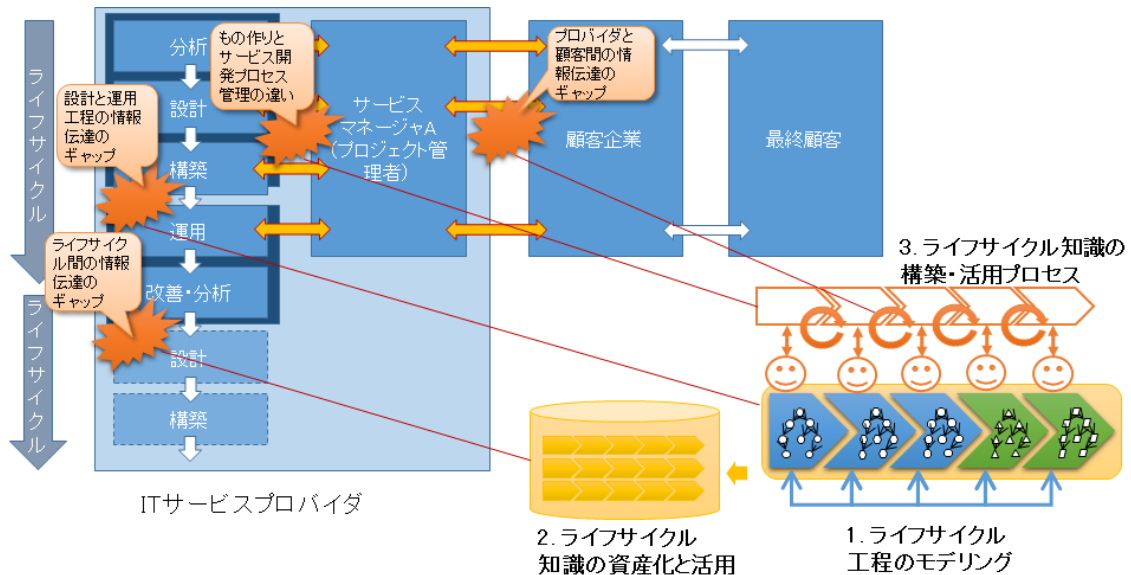 ライフサイクル
ライフサイクル
分析
設計
構築
運用
改善・分析
設計
構築
もの作りと
サービス開
発プロセス
管理の違い
設計と運用
工程の情報
伝達の
ギャップ
ライフサイク
ル間の情報
伝達の
ギャップ
サービス
マネージャA
(プロジェクト管
理者)
プロバイダと
顧客間の情
報伝達の
ギャップ
顧客企業
最終顧客
ITサービスプロバイダ
3.ライフサイクル知識の
構築・活用プロセス
2.ライフサイクル
知識の資産化と活用
1.ライフサイクル
工程のモデリング